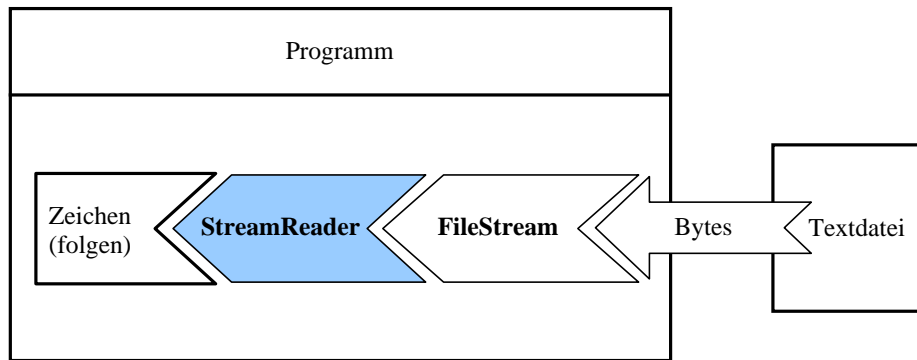 Programm
Zeichen
(folgen)
StreamReader
FileStream
Bytes
Textdatei